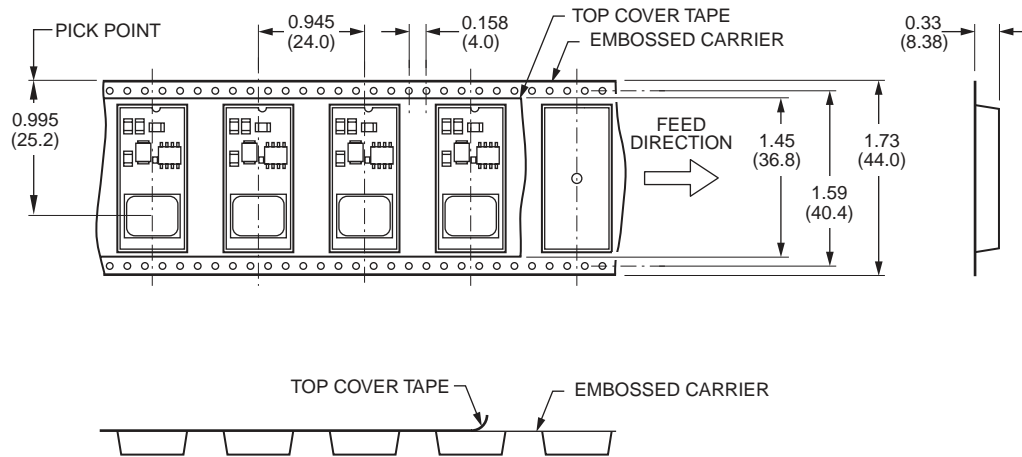 PICK POINT
0.945
(24.0)
0.158
(4.0)
TOP COVER TAPE
EMBOSSED CARRIER
0.33
(8.38)
0.995
(25.2)
FEED
DIRECTION
1.45
(36.8)
1.59
(40.4)
1.73
(44.0)
TOP COVER TAPE
EMBOSSED CARRIER